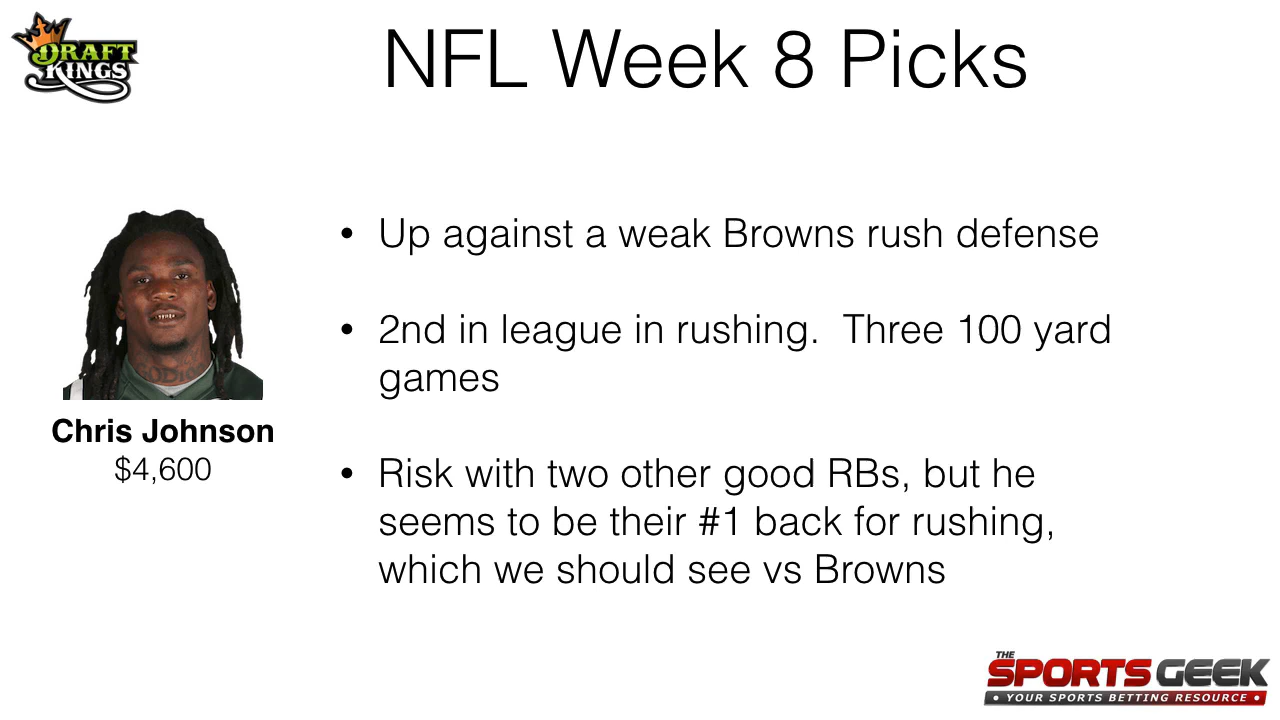 DRAFT
KINGS
NFL Week 8 Picks
• Up against a weak Browns rush defense
• 2nd in league in rushing.  Three 100 yard
games
Chris Johnson
$4,600
• Risk with two other good RBs, but he
seems to be their #1 back for rushing,
which we should see vs Browns
THE
SPORTS GEEK
• YOUR SPORTS BETTING RESOURCE •